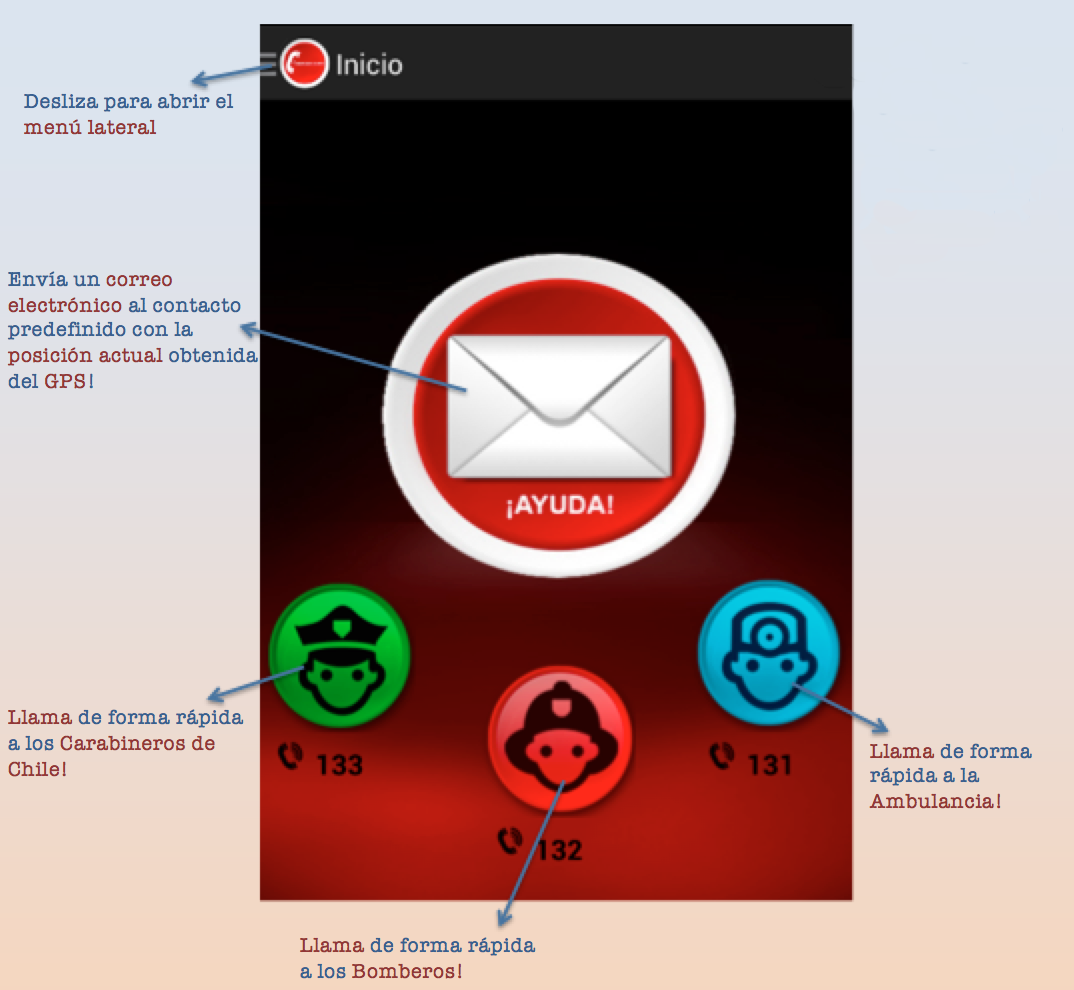 Inicio
Desliza para abrir el
menú lateral
Envía un correo
electrónico al contacto
predefinido con la
posición actual obtenida
del GPS!
¡AYUDA!
Llama de forma rápida
a los Carabineros de
Chile!
133
132
131
Llama de forma
rápida a la
Ambulancia!
Llama de forma rápida
a los Bomberos!